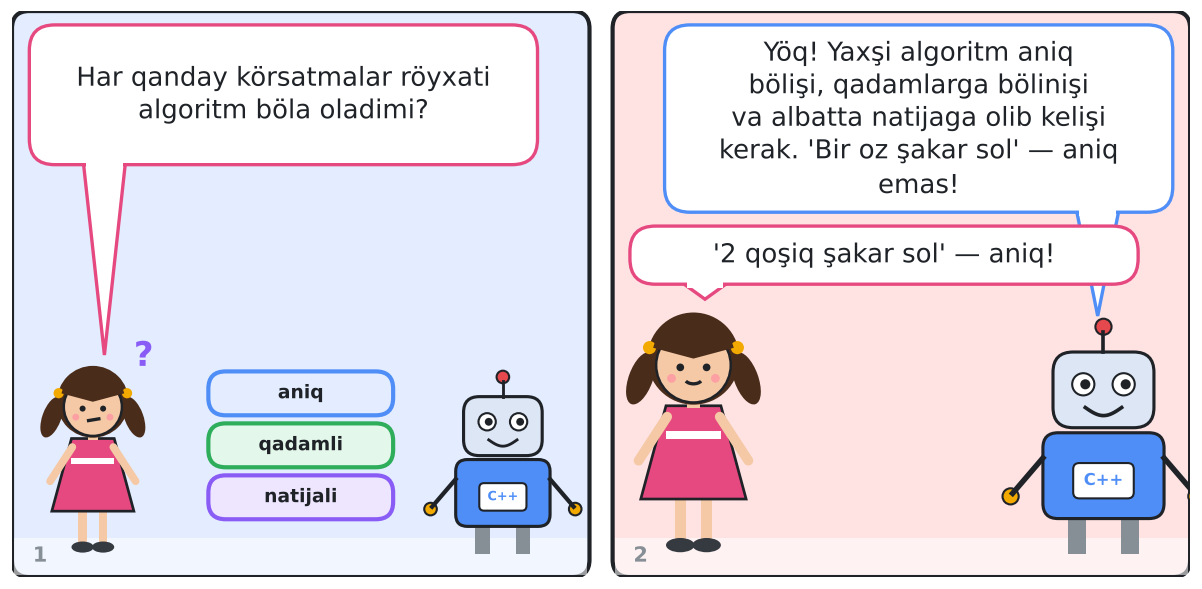 Har qanday körsatmalar röyxati
algoritm böla oladimi?
?
aniq
qadamli
natijali
C++
1
Yöq! Yaxşi algoritm aniq
bölişi, qadamlarga bölinişi
va albatta natijaga olib kelişi
kerak. 'Bir oz şakar sol' — aniq
emas!
'2 qoşiq şakar sol' — aniq!
C++
2